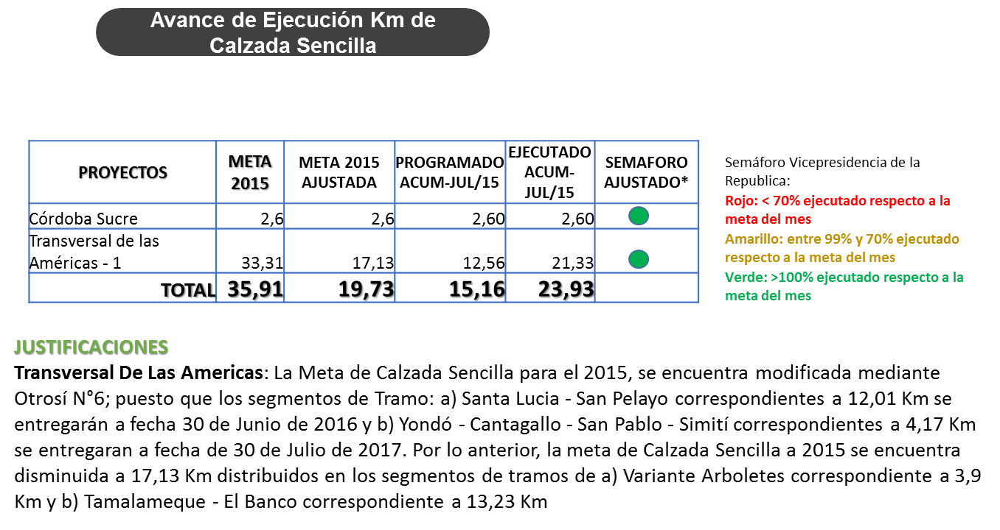 Avance de Ejecución Km de
Calzada Sencilla
PROYECTOS
META
2015
META 2015
AJUSTADA
PROGRAMADO
ACUM-JUL/15
EJECUTADO
ACUM-
JUL/15
SEMAFORO
AJUSTADO*
Córdoba Sucre 2,6 2,6 2,60 2,60
Transversal de las
Américas - 1 33,31 17,13 12,56 21,33
TOTAL 35,91 19,73 15,16 23,93
Semáforo Vicepresidencia de la
Republica:
Rojo: < 70% ejecutado respecto a la
meta del mes
Amarillo: entre 99% y 70% ejecutado
respecto a la meta del mes
Verde: >100% ejecutado respecto a la
meta del mes
JUSTIFICACIONES
Transversal De Las Americas: La Meta de Calzada Sencilla para el 2015, se encuentra modificada mediante
Otrosí N°6; puesto que los segmentos de Tramo: a) Santa Lucia - San Pelayo correspondientes a 12,01 Km se
entregarán a fecha 30 de Junio de 2016 y b) Yondó - Cantagallo - San Pablo - Simití correspondientes a 4,17 Km
se entregaran a fecha de 30 de Julio de 2017. Por lo anterior, la meta de Calzada Sencilla a 2015 se encuentra
disminuida a 17,13 Km distribuidos en los segmentos de tramos de a) Variante Arboletes correspondiente a 3,9
Km y b) Tamalameque - El Banco correspondiente a 13,23 Km